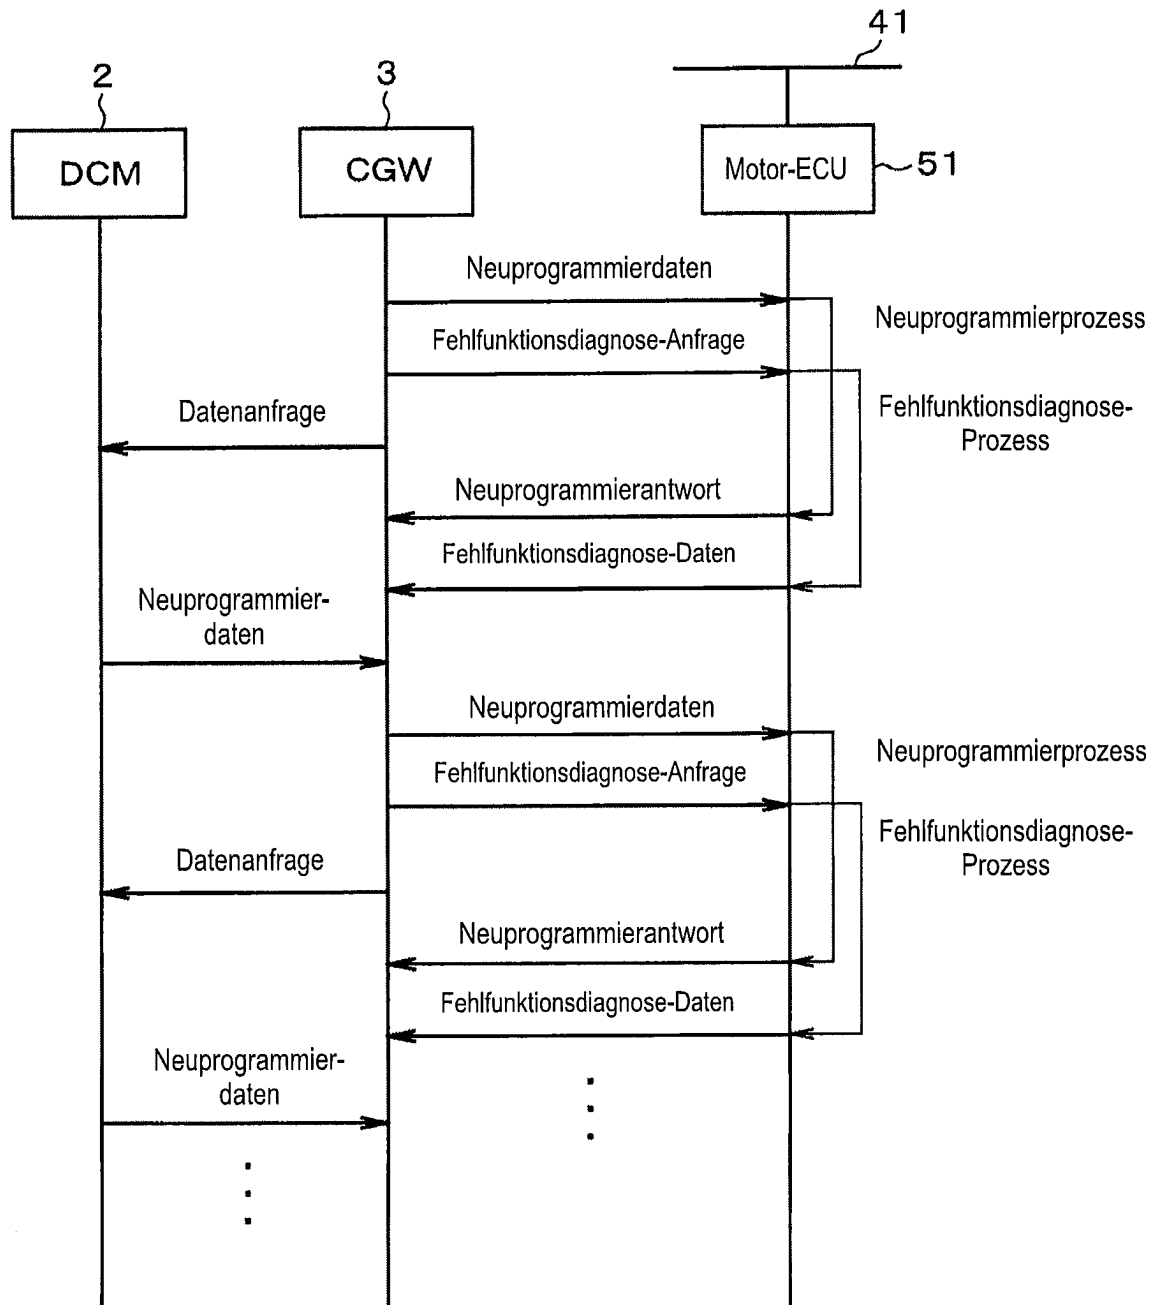 41
2
3
DCM
CGW
Motor-ECU
51
Neuprogrammierdaten
Neuprogrammierprozess
Fehlfunktionsdiagnose-Anfrage
Datenanfrage
Fehlfunktionsdiagnose-
Prozess
Neuprogrammierantwort
Fehlfunktionsdiagnose-Daten
Neuprogrammier-
daten
Neuprogrammierdaten
Neuprogrammierprozess
Fehlfunktionsdiagnose-Anfrage
Datenanfrage
Fehlfunktionsdiagnose-
Prozess
Neuprogrammierantwort
Fehlfunktionsdiagnose-Daten
Neuprogrammier-
daten